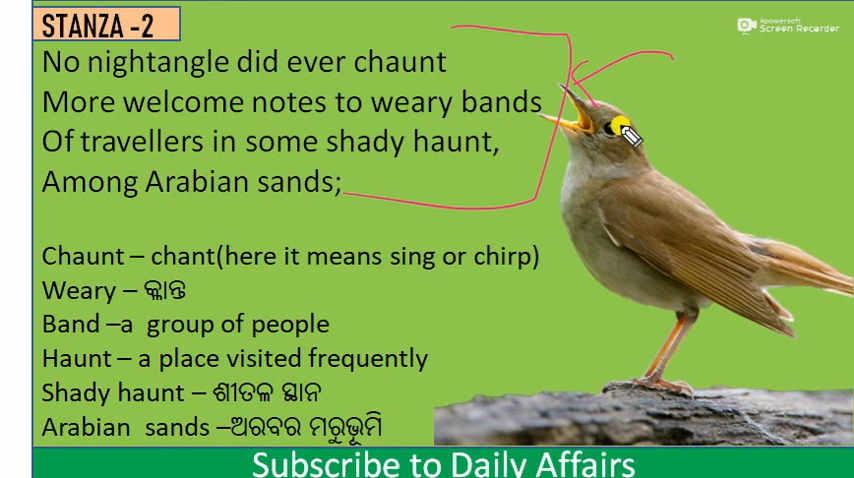 STANZA -2
Apowersoft
Screen Recorder
No nightangle did ever chaunt
More welcome notes to weary bands
Of travellers in some shady haunt,
Among Arabian sands;
Chaunt – chant(here it means sing or chirp)
Weary – କ୍ଲାନ୍ତ
Band –a group of people
Haunt – a place visited frequently
Shady haunt – ଶୀତଳ ସ୍ଥାନ
Arabian sands –ଅରବର ମରୁଭୂମି
Subscribe to Daily Affairs